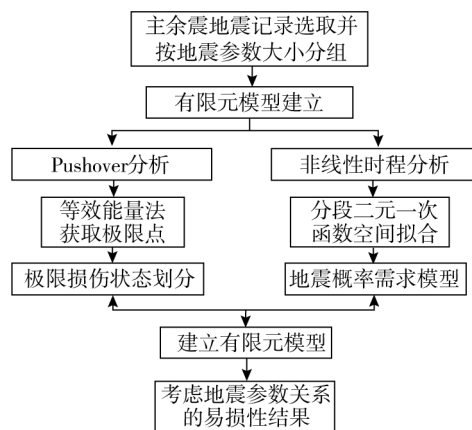 主余震地震记录选取并
按地震参数大小分组
有限元模型建立
Pushover分析
非线性时程分析
等效能量法
获取极限点
分段二元一次
函数空间拟合
极限损伤状态划分
地震概率需求模型
建立有限元模型
考虑地震参数关系
的易损性结果